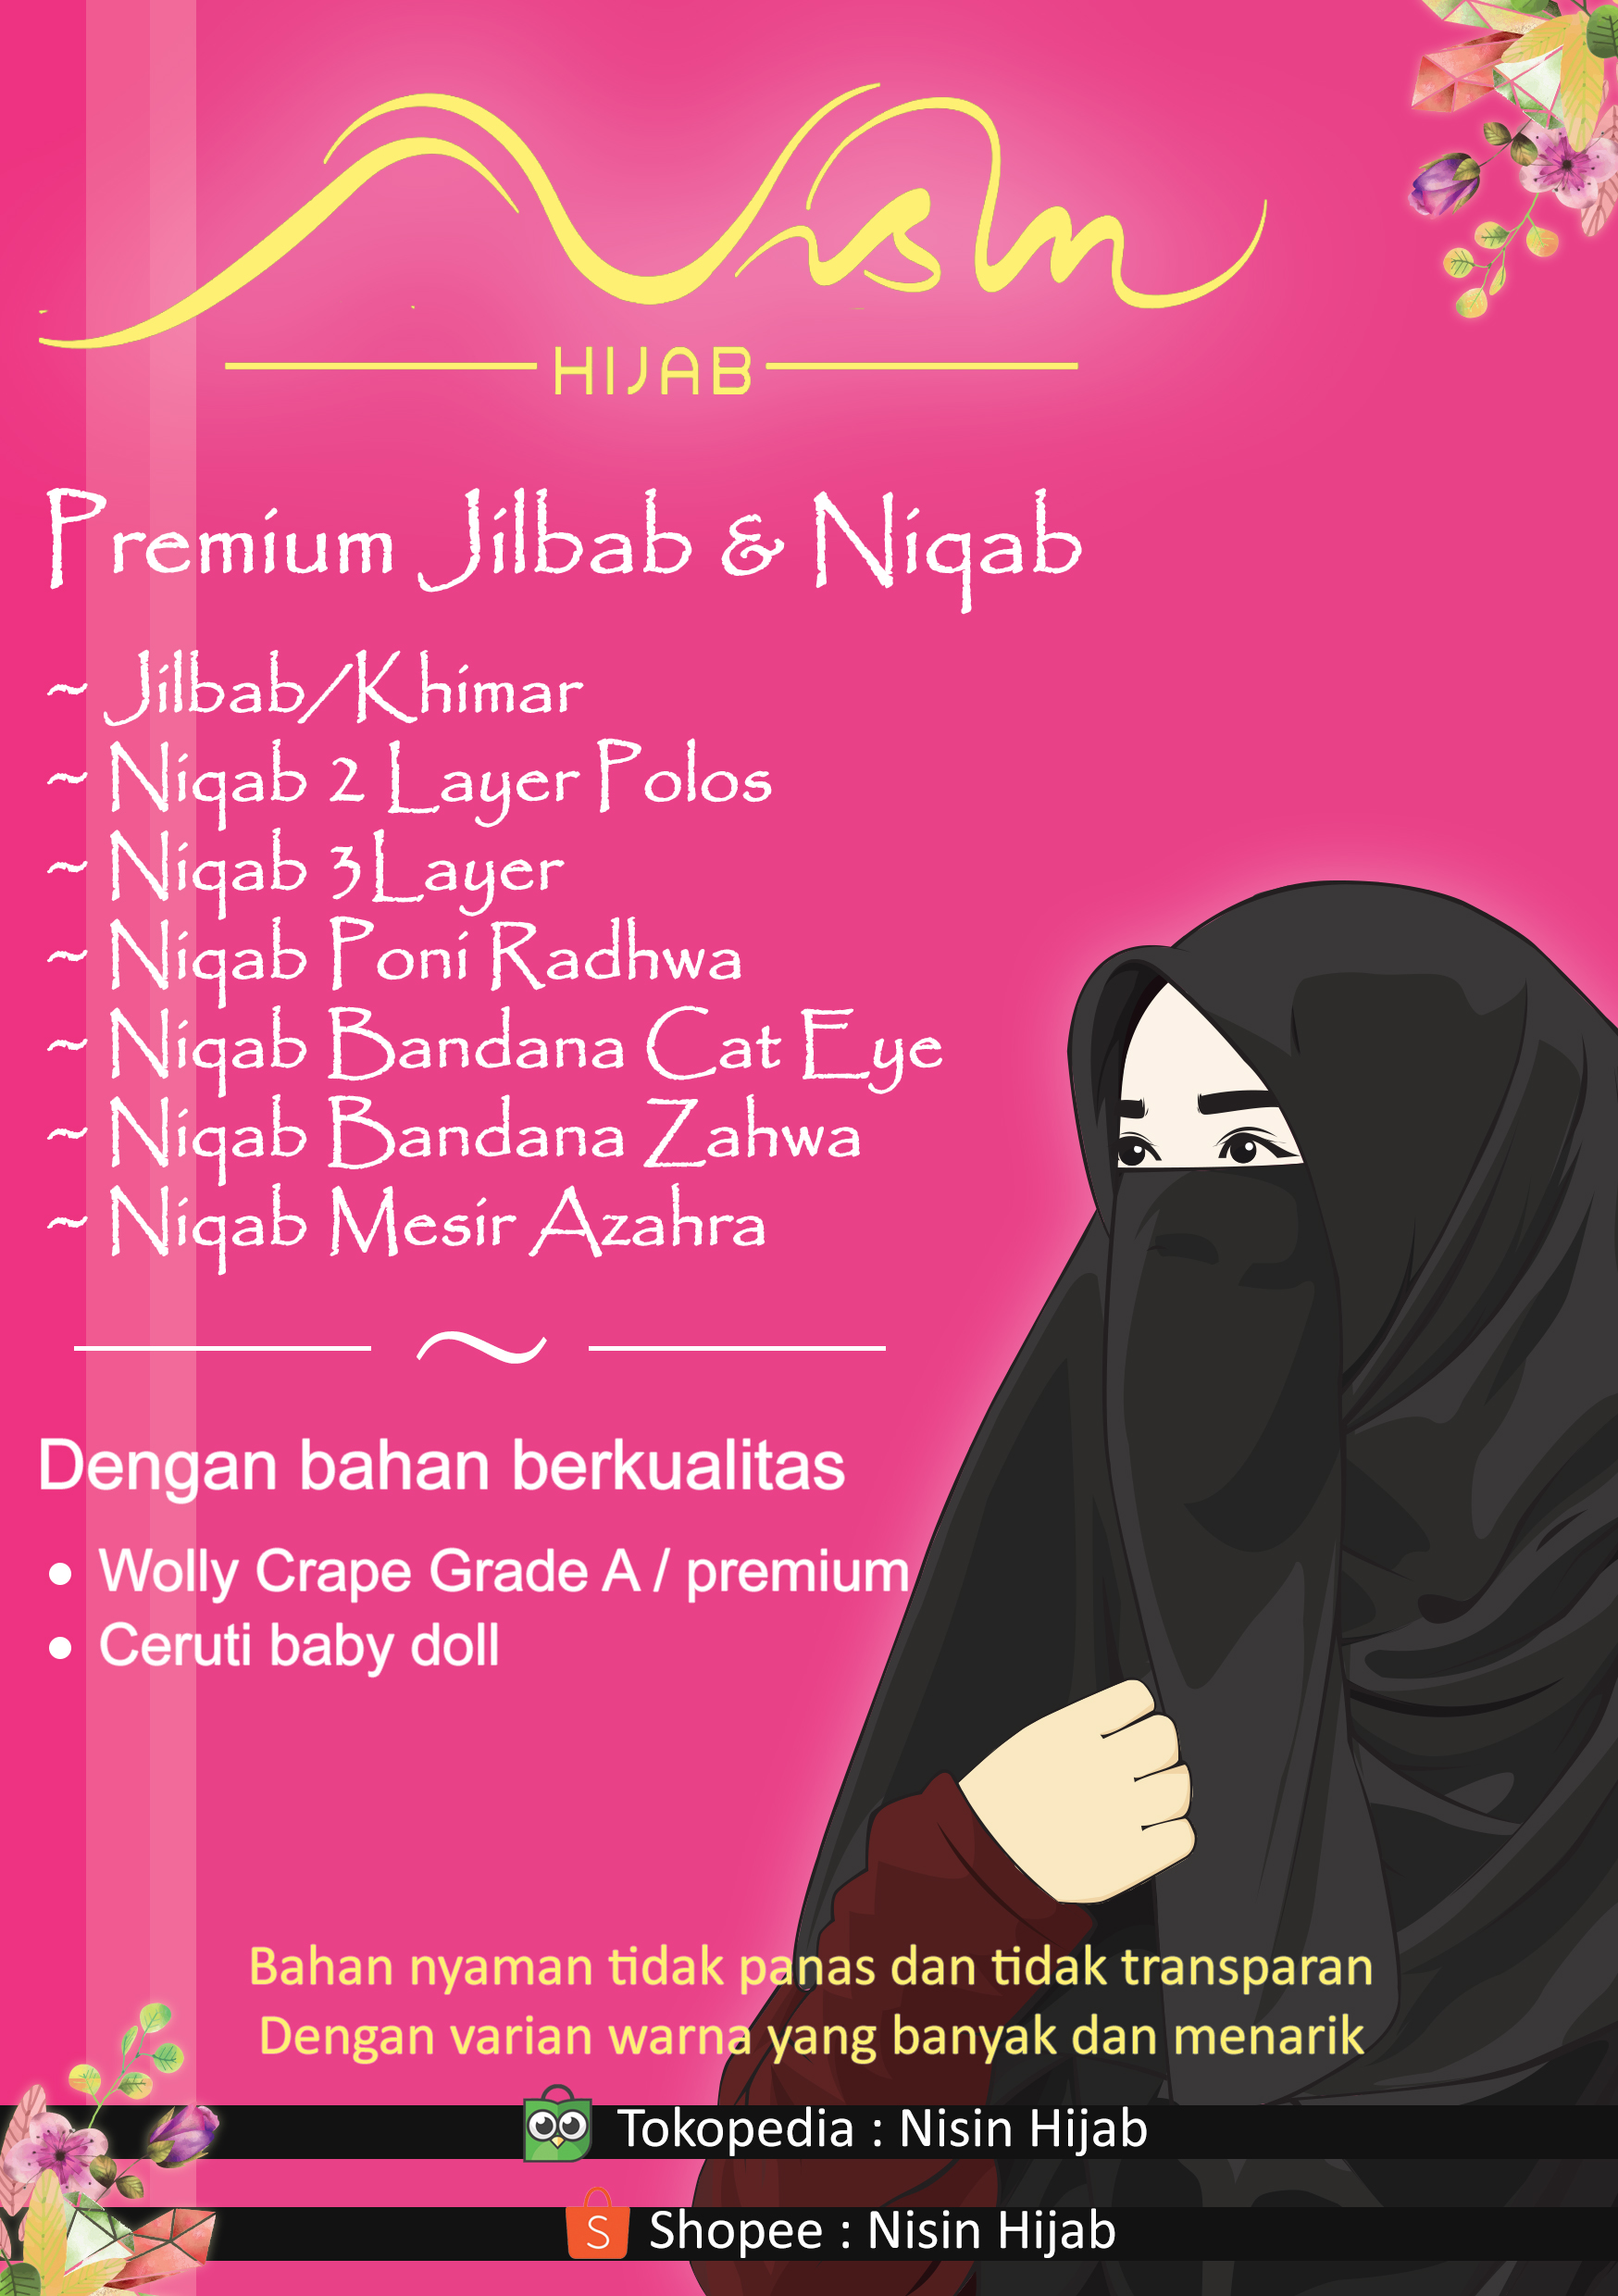 Nisin
HIJAB
Premium Jilbab & Niqab
~ Jilbab/Khimar
~ Niqab 2 Layer Polos
~ Niqab 3Layer
~ Niqab Poni Radhwa
~ Niqab Bandana Cat Eye
~ Niqab Bandana Zahwa
~ Niqab Mesir Azahra
Dengan bahan berkualitas
• Wolly Crape Grade A / premium
• Ceruti baby doll
Bahan nyaman tidak panas dan tidak transparan
Dengan varian warna yang banyak dan menarik
Tokopedia : Nisin Hijab
S Shopee : Nisin Hijab